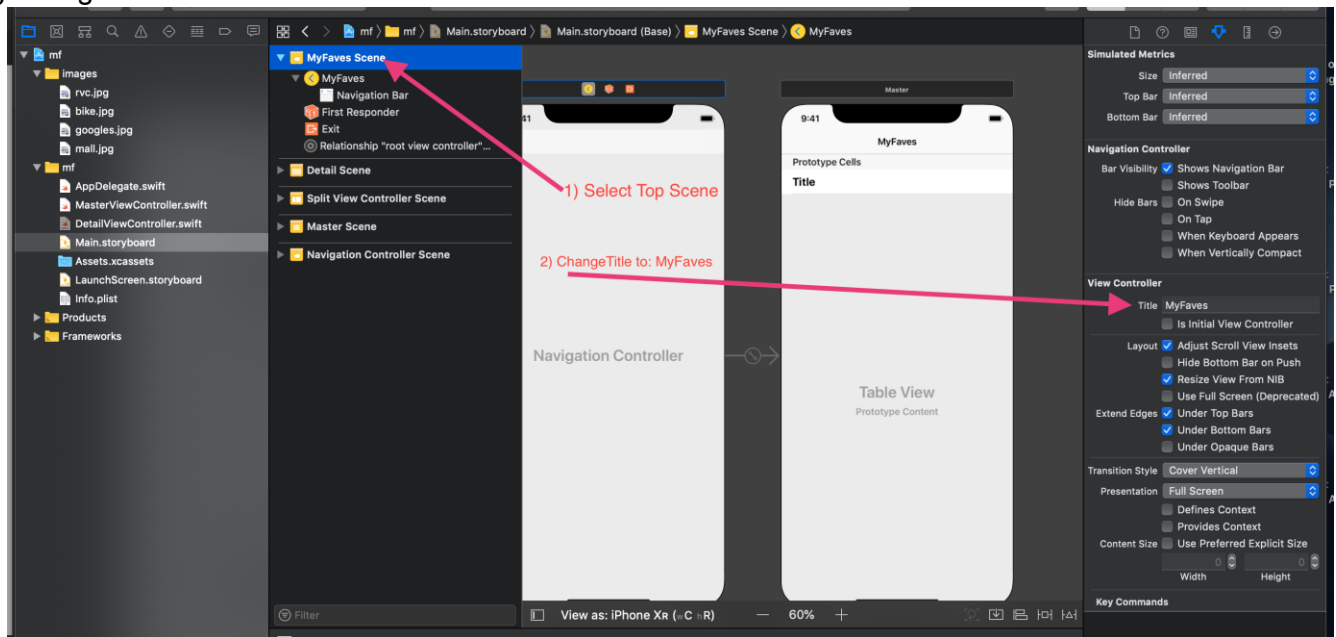 mf 〉 mf 〉 Main.storyboard 〉 Main.storyboard (Base) 〉 MyFaves Scene 〉 MyFaves
mf
images
rvc.jpg
bike.jpg
googles.jpg
mall.jpg
mf
AppDelegate.swift
MasterViewController.swift
DetailViewController.swift
Main.storyboard
Assets.xcassets
LaunchScreen.storyboard
Info.plist
Products
Frameworks
MyFaves Scene
MyFaves
Navigation Bar
First Responder
Exit
Relationship "root view controller"...
Detail Scene
Split View Controller Scene
Master Scene
Navigation Controller Scene
Filter
41
1) Select Top Scene
2) ChangeTitle to: MyFaves
Navigation Controller
Master
9:41
MyFaves
Prototype Cells
Title
Table View
Prototype Content
View as: iPhone XR (wC hR)
— 60% +
Simulated Metrics
Size Inferred
Top Bar Inferred
Bottom Bar Inferred
Navigation Controller
Bar Visibility Shows Navigation Bar
Shows Toolbar
Hide Bars On Swipe
On Tap
When Keyboard Appears
When Vertically Compact
View Controller
Title MyFaves
Is Initial View Controller
Layout Adjust Scroll View Insets
Hide Bottom Bar on Push
Resize View From NIB
Use Full Screen (Deprecated)
Extend Edges Under Top Bars
Under Bottom Bars
Under Opaque Bars
Transition Style Cover Vertical
Presentation Full Screen
Defines Context
Provides Context
Content Size Use Preferred Explicit Size
0 0
Width Height
Key Commands